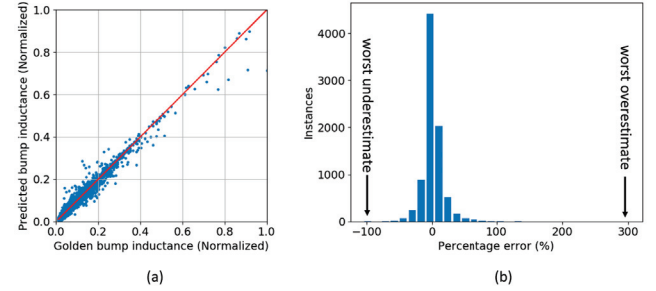 1.0
0.8
0.6
0.4
0.2
0.0
Predicted bump inductance (Normalized)
0.0 0.2 0.4 0.6 0.8 1.0
Golden bump inductance (Normalized)
(a)
4000
3000
2000
1000
0
Instances
worst underestimate
worst overestimate
−100 0 100 200 300
Percentage error (%)
(b)